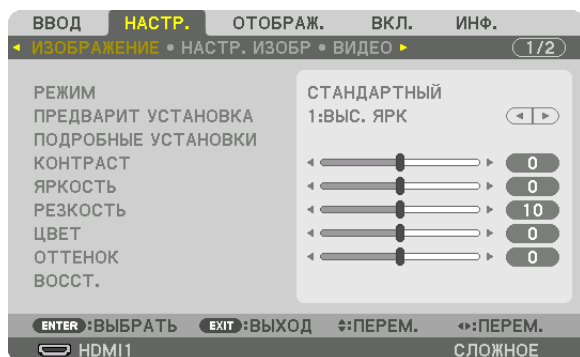 ВВОД НАСТР. ОТОБРАЖ. ВКЛ. ИНФ.
ИЗОБРАЖЕНИЕ • НАСТР. ИЗОБР • ВИДЕО 1/2
РЕЖИМ СТАНДАРТНЫЙ
ПРЕДВАРИТ УСТАНОВКА 1:ВЫС. ЯРК
ПОДРОБНЫЕ УСТАНОВКИ
КОНТРАСТ 0
ЯРКОСТЬ 0
РЕЗКОСТЬ 10
ЦВЕТ 0
ОТТЕНОК 0
ВОССТ.
ENTER :ВЫБРАТЬ EXIT :ВЫХОД :ПЕРЕМ. :ПЕРЕМ.
HDMI1 СЛОЖНОЕ